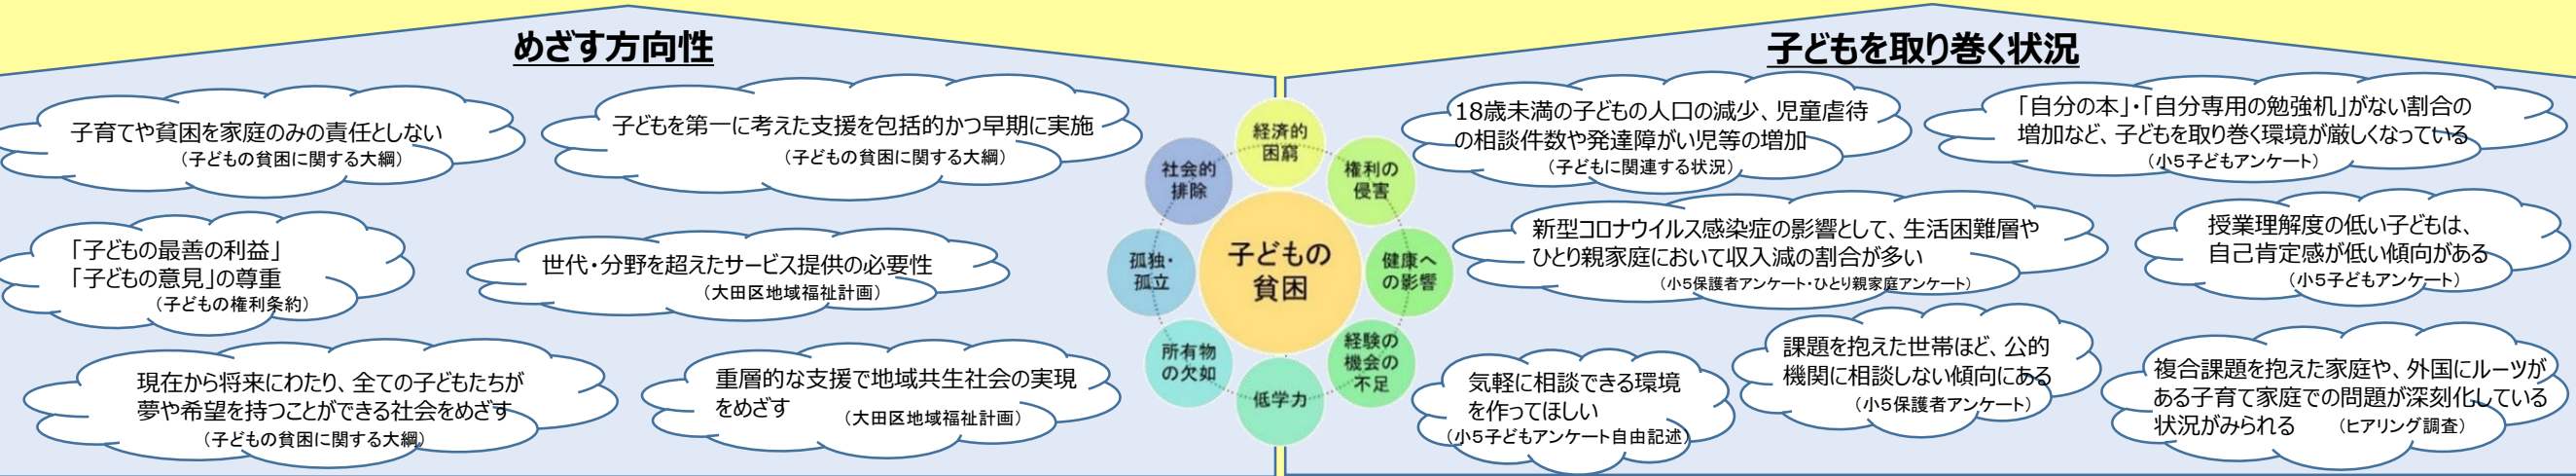 めざす方向性
子育てや貧困を家庭のみの責任としない
（子どもの貧困に関する大綱）
子どもを第一に考えた支援を包括的かつ早期に実施
（子どもの貧困に関する大綱）
「子どもの最善の利益」
「子どもの意見」の尊重
（子どもの権利条約）
世代・分野を超えたサービス提供の必要性
（大田区地域福祉計画）
現在から将来にわたり、全ての子どもたちが
夢や希望を持つことができる社会をめざす
（子どもの貧困に関する大綱）
重層的な支援で地域共生社会の実現
をめざす
（大田区地域福祉計画）
子どもの
貧困
経済的
困窮
権利の
侵害
健康へ
の影響
経験の
機会の
不足
低学力
所有物
の欠如
孤独・
孤立
社会的
排除
子どもを取り巻く状況
18歳未満の子どもの人口の減少、児童虐待
の相談件数や発達障がい児等の増加
（子どもに関連する状況）
「自分の本」・「自分専用の勉強机」がない割合の
増加など、子どもを取り巻く環境が厳しくなっている
（小5子どもアンケート）
新型コロナウイルス感染症の影響として、生活困難層や
ひとり親家庭において収入減の割合が多い
（小5保護者アンケート・ひとり親家庭アンケート）
授業理解度の低い子どもは、
自己肯定感が低い傾向がある
（小5子どもアンケート）
気軽に相談できる環境
を作ってほしい
（小5子どもアンケート自由記述）
課題を抱えた世帯ほど、公的
機関に相談しない傾向にある
（小5保護者アンケート）
複合課題を抱えた家庭や、外国にルーツが
ある子育て家庭での問題が深刻化している
状況がみられる （ヒアリング調査）